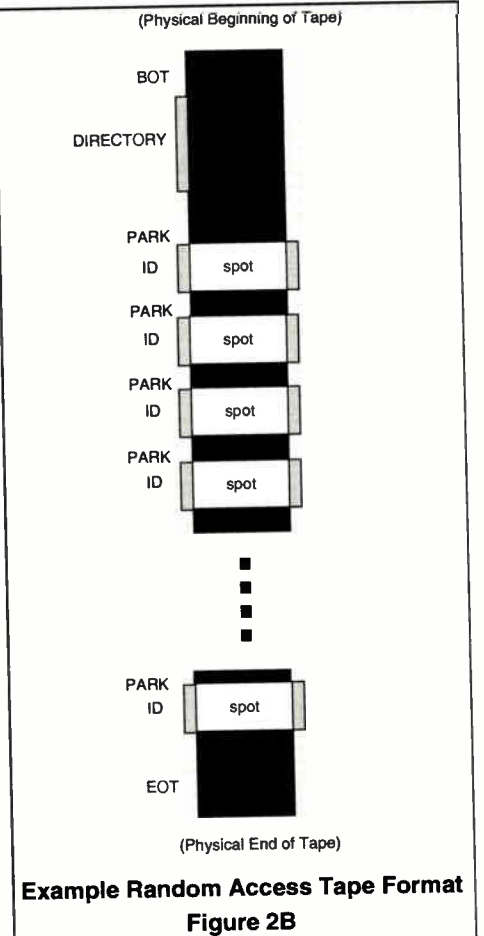 (Physical Beginning of Tape)
BOT
DIRECTORY
PARK
ID
spot
PARK
ID
spot
PARK
ID
spot
PARK
ID
spot
PARK
ID
spot
EOT
(Physical End of Tape)
Example Random Access Tape Format
Figure 2B